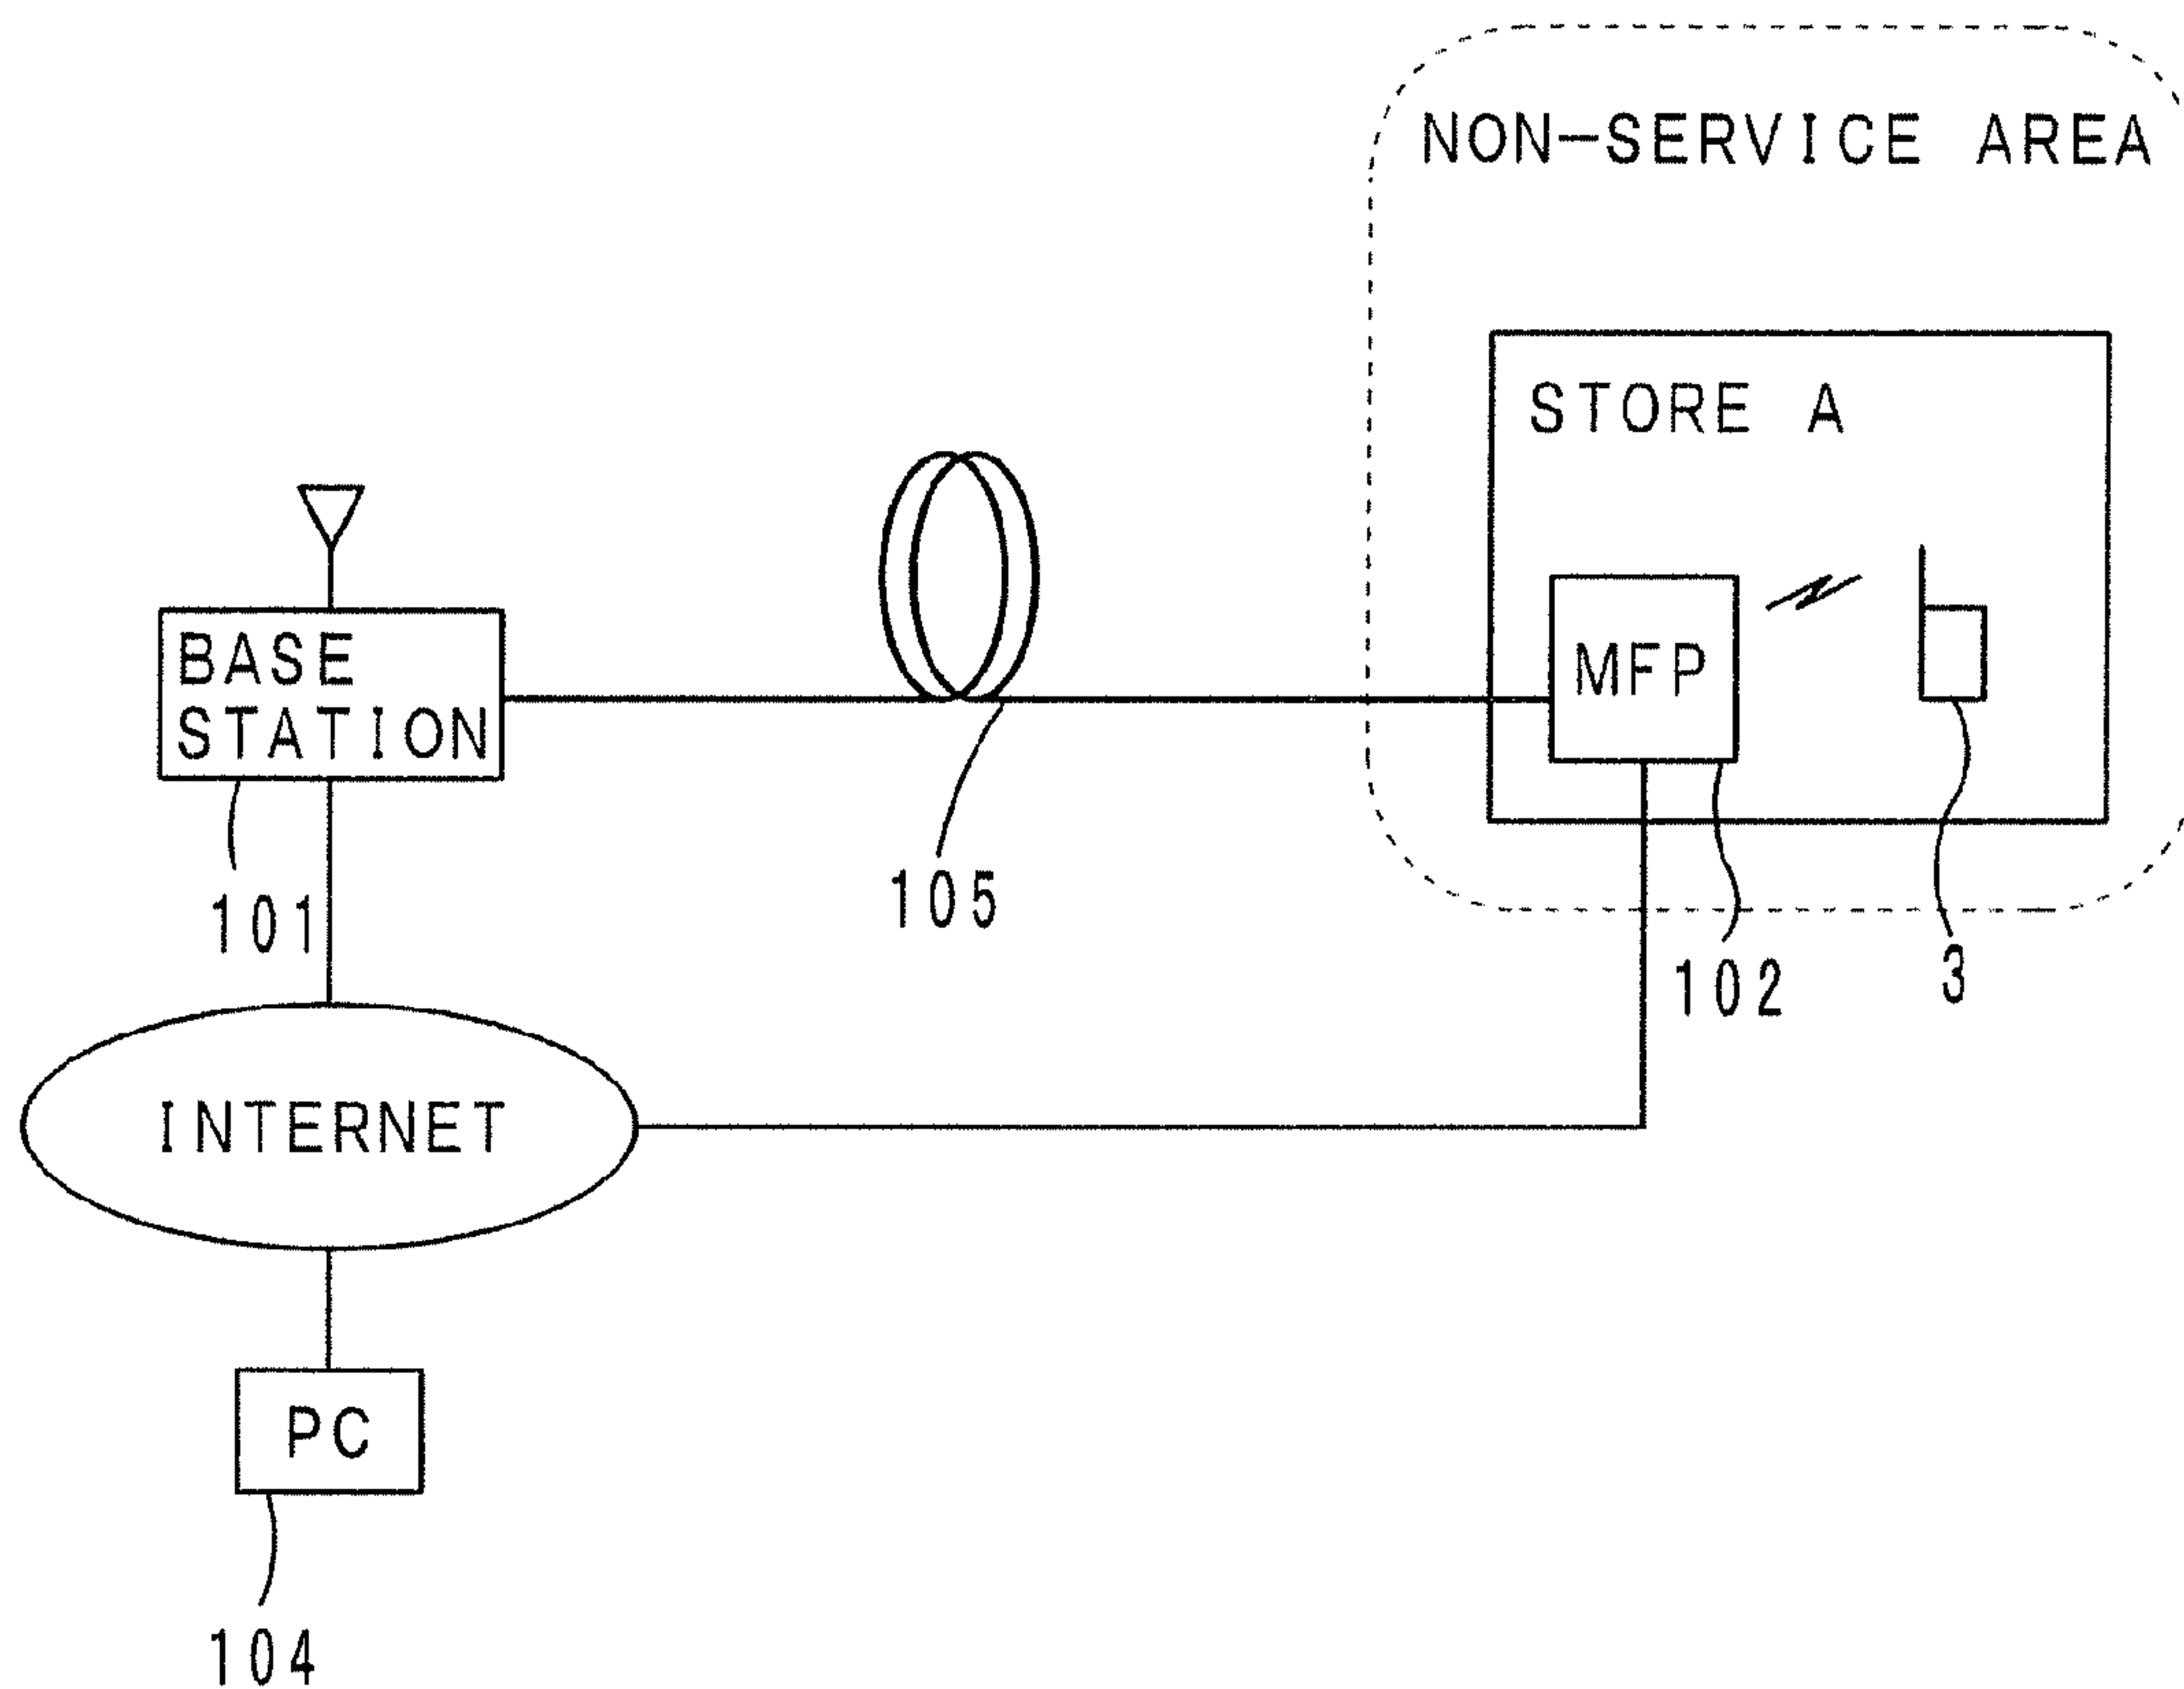 NON-SERVICE AREA
STORE A
BASE
STATION
MFP
101
105
102
3
INTERNET
PC
104